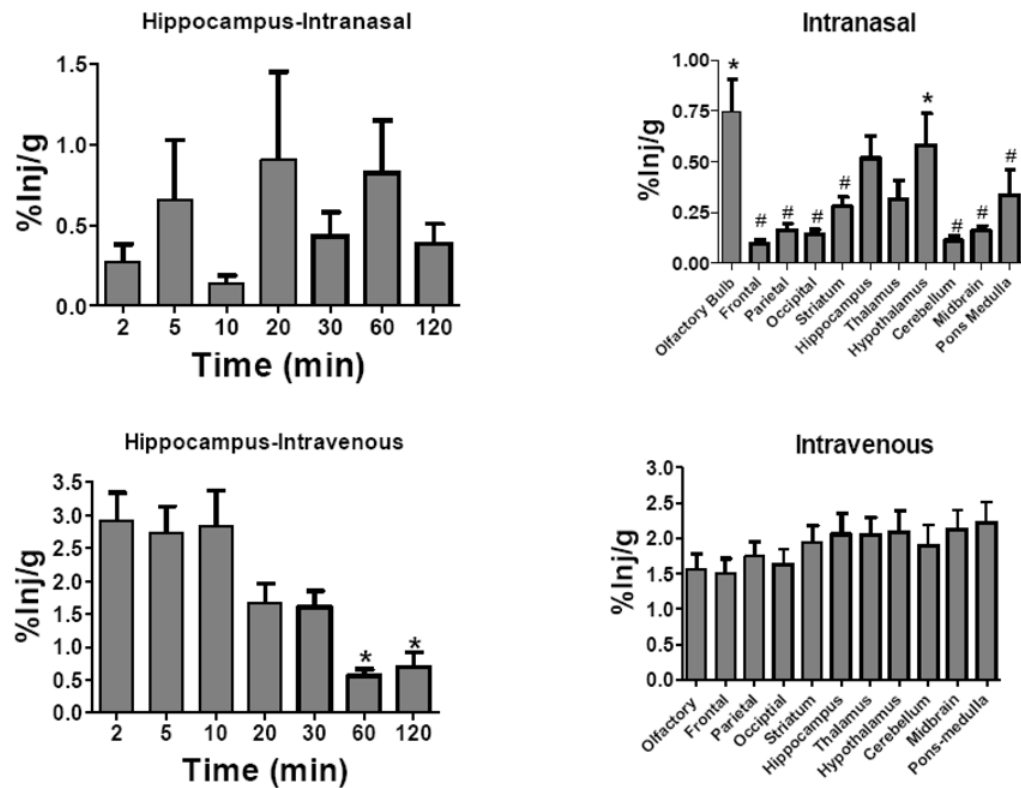 Hippocampus-Intranasal
%Inj/g
1.5
1.0
0.5
0.0
2 5 10 20 30 60 120
Time (min)
Intranasal
%Inj/g
1.00
0.75
0.50
0.25
0.00
* # # # # * # # #
Olfactory Bulb
Frontal
Parietal
Occipital
Striatum
Hippocampus
Thalamus
Hypothalamus
Cerebellum
Midbrain
Pons Medulla
Hippocampus-Intravenous
%Inj/g
3.5
3.0
2.5
2.0
1.5
1.0
0.5
0.0
* *
2 5 10 20 30 60 120
Time (min)
Intravenous
%Inj/g
3.0
2.5
2.0
1.5
1.0
0.5
0.0
Olfactory
Frontal
Parietal
Occiptial
Striatum
Hippocampus
Thalamus
Hypothalamus
Cerebellum
Midbrain
Pons-medulla